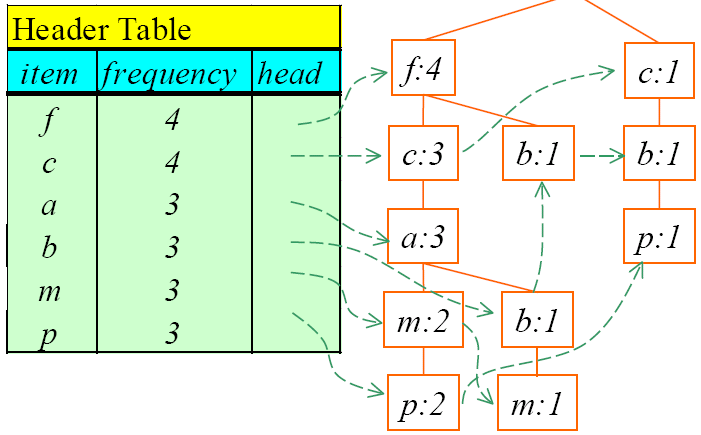 Header Table
item frequency head
f 4
c 4
a 3
b 3
m 3
p 3
f:4 c:1
c:3 b:1 b:1
a:3 p:1
m:2 b:1
p:2 m:1